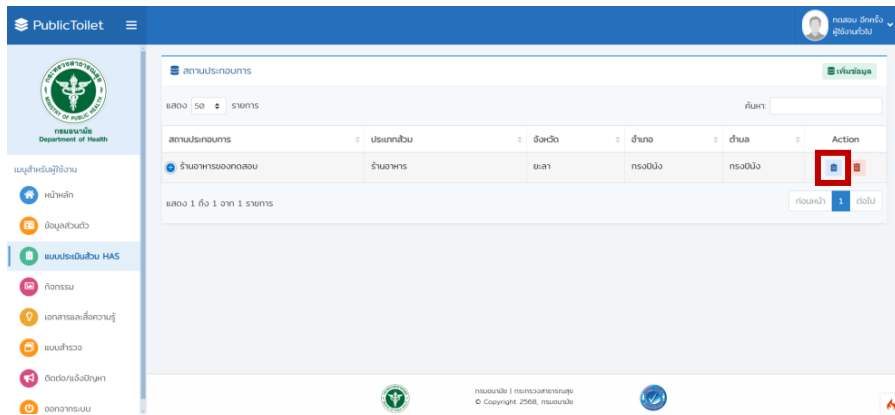 PublicToilet
ทดสอบ อีกครั้ง
ผู้ใช้งานทั่วไป
กรมอนามัย
Department of Health
เมนูสำหรับผู้ใช้งาน
หน้าหลัก
ข้อมูลส่วนตัว
แบบประเมินส้วม HAS
กิจกรรม
เอกสารและสื่อความรู้
แบบสำรวจ
ติดต่อ/แจ้งปัญหา
ออกจากระบบ
สถานประกอบการ
เพิ่มข้อมูล
แสดง 50 รายการ
ค้นหา:
สถานประกอบการ ประเภทส้วม จังหวัด อำเภอ ตำบล Action
ร้านอาหารของทดสอบ ร้านอาหาร ยะลา กรงปินัง กรงปินัง
แสดง 1 ถึง 1 จาก 1 รายการ
ก่อนหน้า 1 ต่อไป
กรมอนามัย | กระทรวงสาธารณสุข
© Copyright 2568, กรมอนามัย